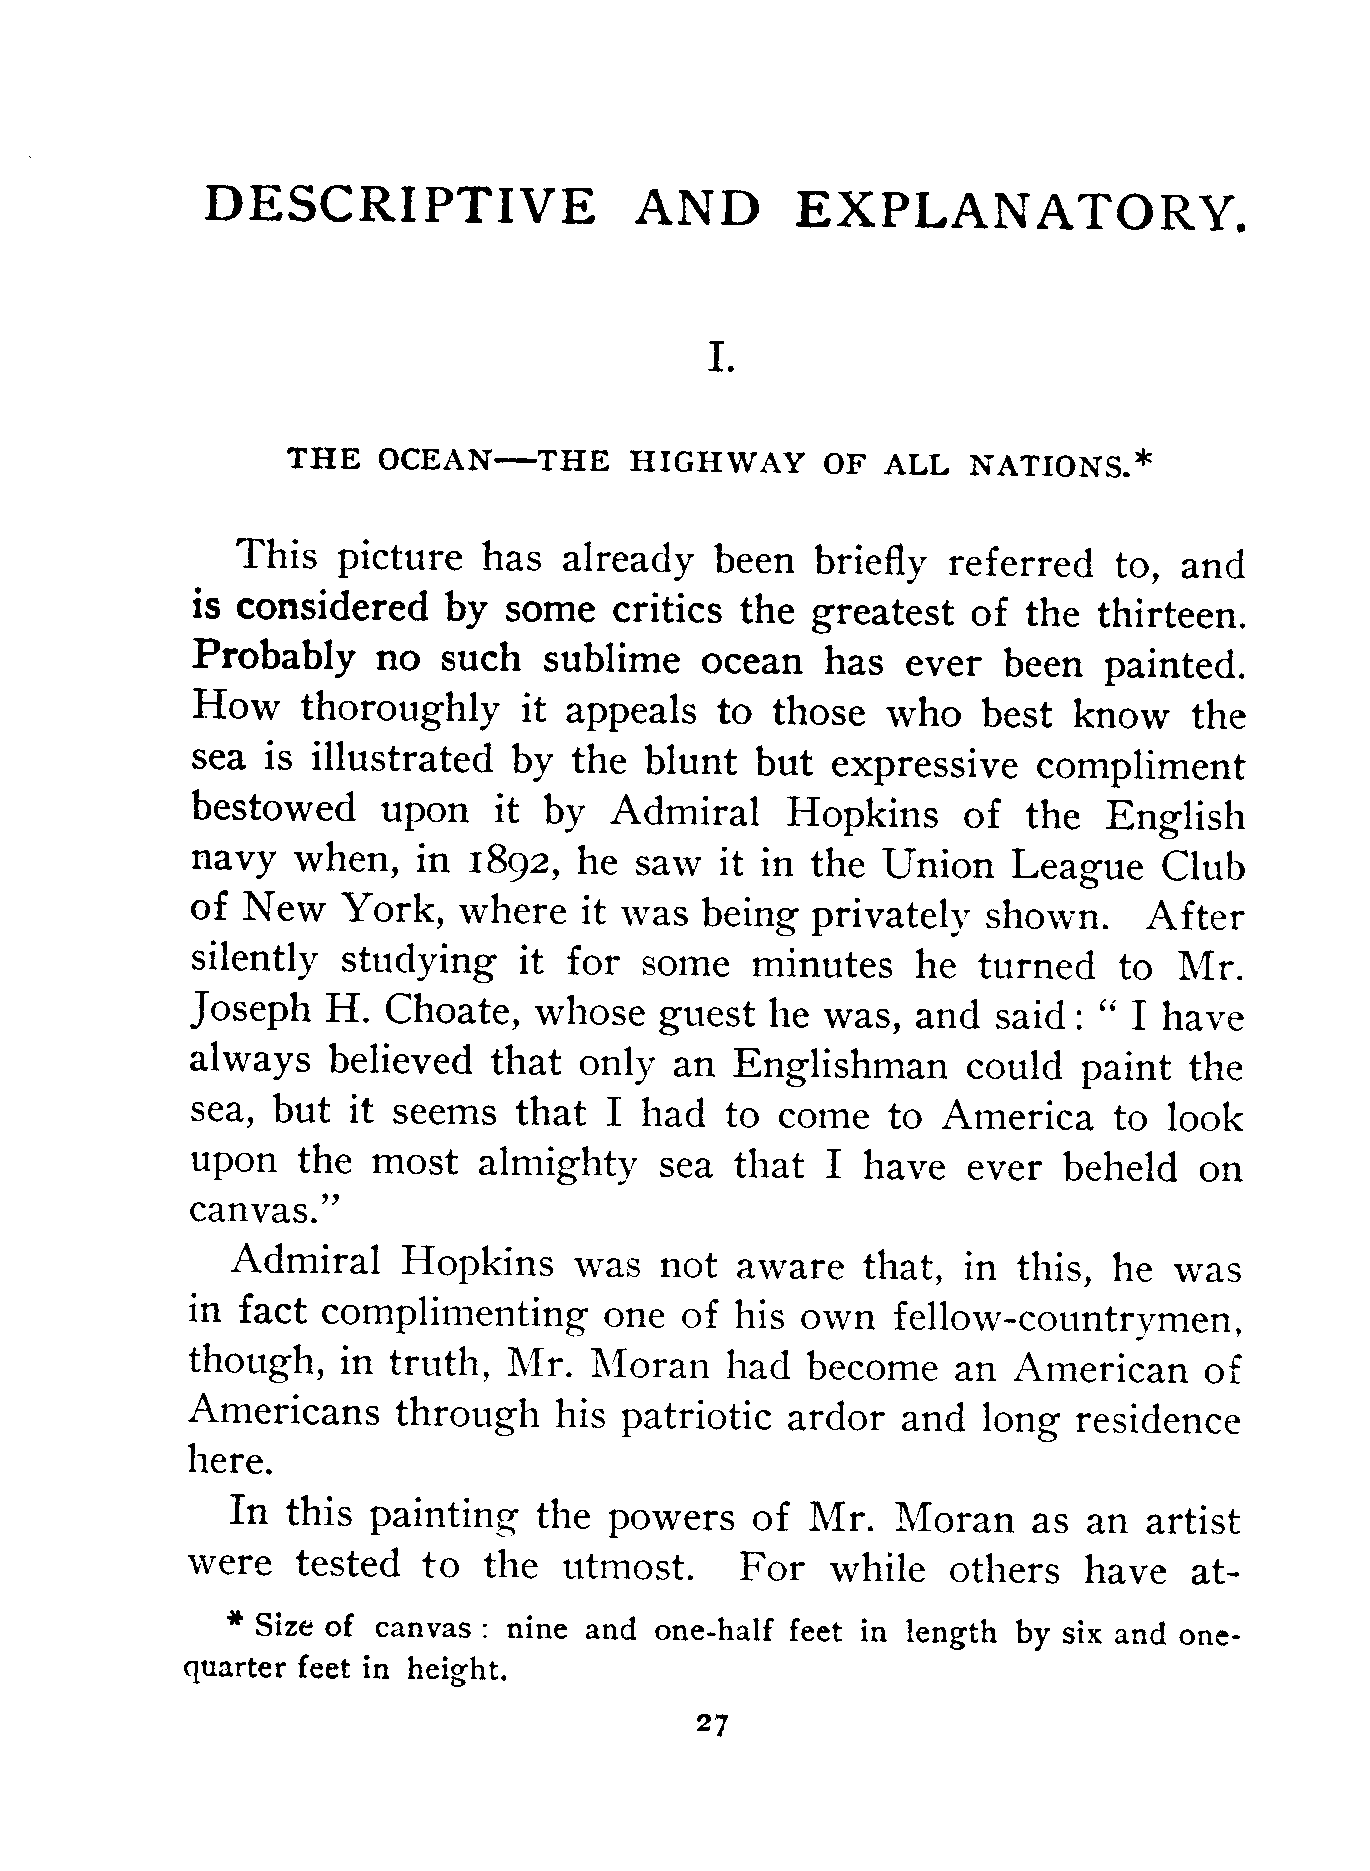 DESCRIPTIVE AND EXPLANATORY.
I.
THE OCEAN—THE HIGHWAY OF ALL NATIONS.*
This picture has already been briefly referred to, and
is considered by some critics the greatest of the thirteen.
Probably no such sublime ocean has ever been painted.
How thoroughly it appeals to those who best know the
sea is illustrated by the blunt but expressive compliment
bestowed upon it by Admiral Hopkins of the English
navy when, in 1892, he saw it in the Union League Club
of New York, where it was being privately shown. After
silently studying it for some minutes he turned to Mr.
Joseph H. Choate, whose guest he was, and said: “ I have
always believed that only an Englishman could paint the
sea, but it seems that I had to come to America to look
upon the most almighty sea that I have ever beheld on
canvas.”
Admiral Hopkins was not aware that, in this, he was
in fact complimenting one of his own fellow-countrymen,
though, in truth, Mr. Moran had become an American of
Americans through his patriotic ardor and long residence
here.
In this painting the powers of Mr. Moran as an artist
were tested to the utmost. For while others have at-
* Size of canvas : nine and one-half feet in length by six and one-
quarter feet in height.
27